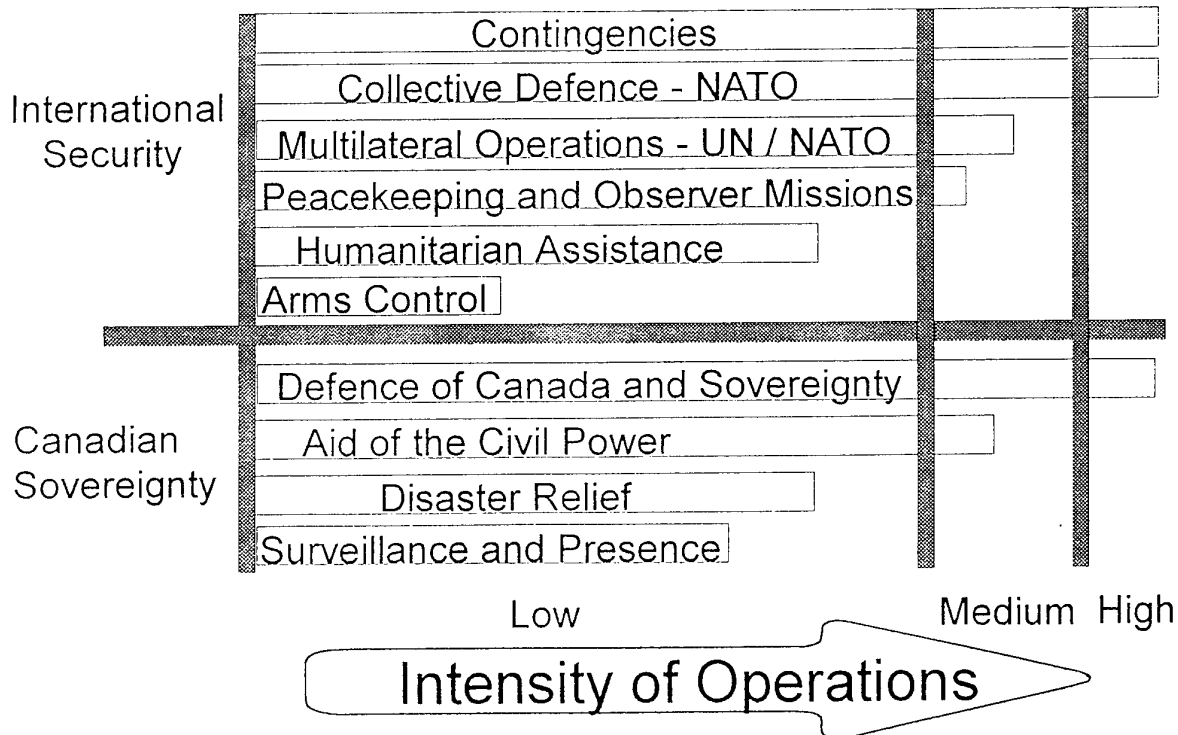 Contingencies
Collective Defence - NATO
International
Security
Multilateral Operations - UN / NATO
Peacekeeping and Observer Missions
Humanitarian Assistance
Arms Control
Defence of Canada and Sovereignty
Canadian
Sovereignty
Aid of the Civil Power
Disaster Relief
Surveillance and Presence
Low
Medium High
Intensity of Operations